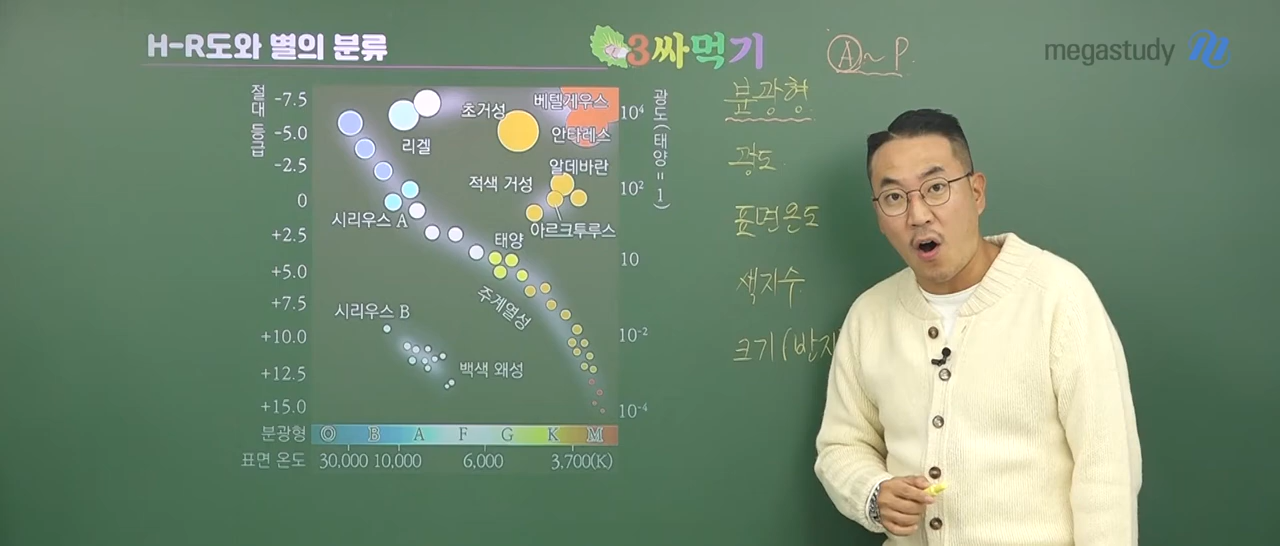 H-R도와 별의 분류
3싸먹기
A~P.
megastudy
절대 등급
-7.5
-5.0
-2.5
0
+2.5
+5.0
+7.5
+10.0
+12.5
+15.0
초거성
베텔게우스
리겔
안타레스
알데바란
적색 거성
시리우스 A
아르크투루스
태양
주계열성
시리우스 B
백색 왜성
10⁴
10²
10
10⁻²
10⁻⁴
광도(태양=1)
분광형 O B A F G K M
표면 온도 30,000 10,000 6,000 3,700(K)
분광형
광도
표면온도
색지수
크기(반지